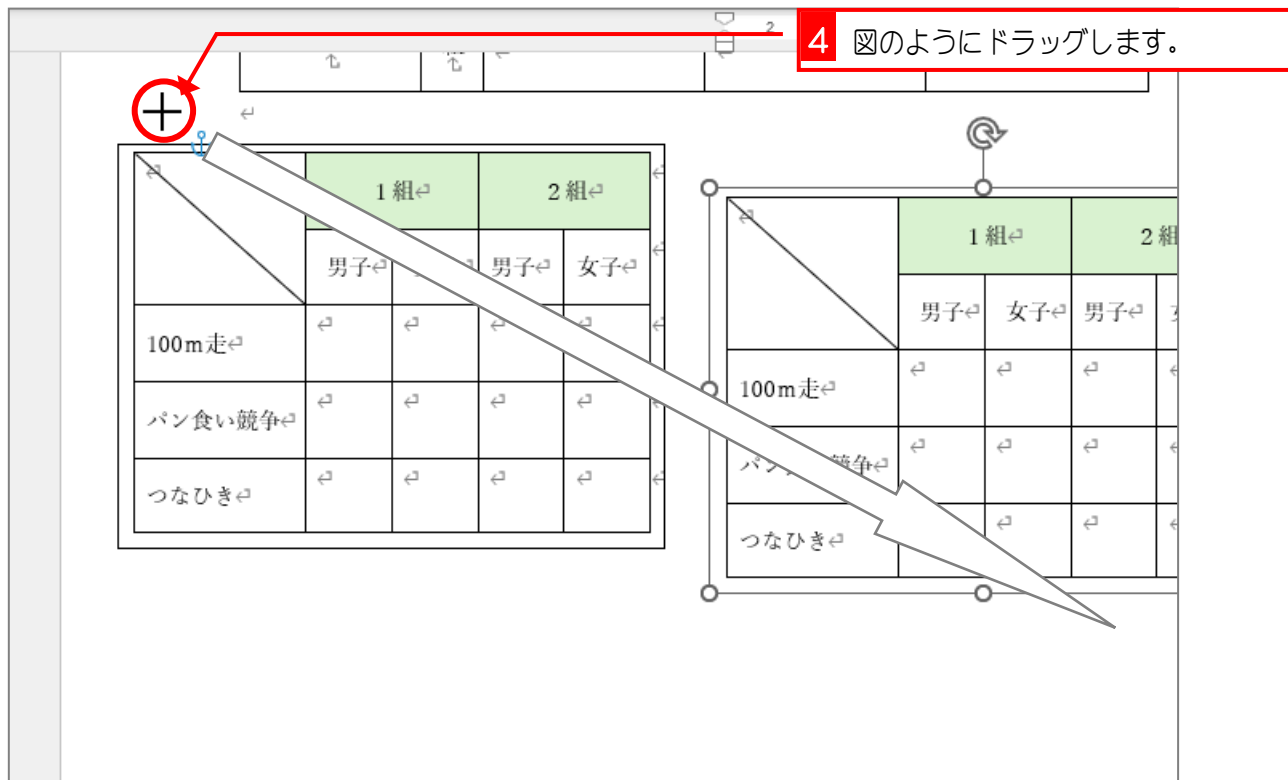 2
4 図のようにドラッグします。
1組 2組
男子 男子 女子
100m走
パン食い競争
つなひき
1組 2組
男子 女子 男子
100m走
つなひき